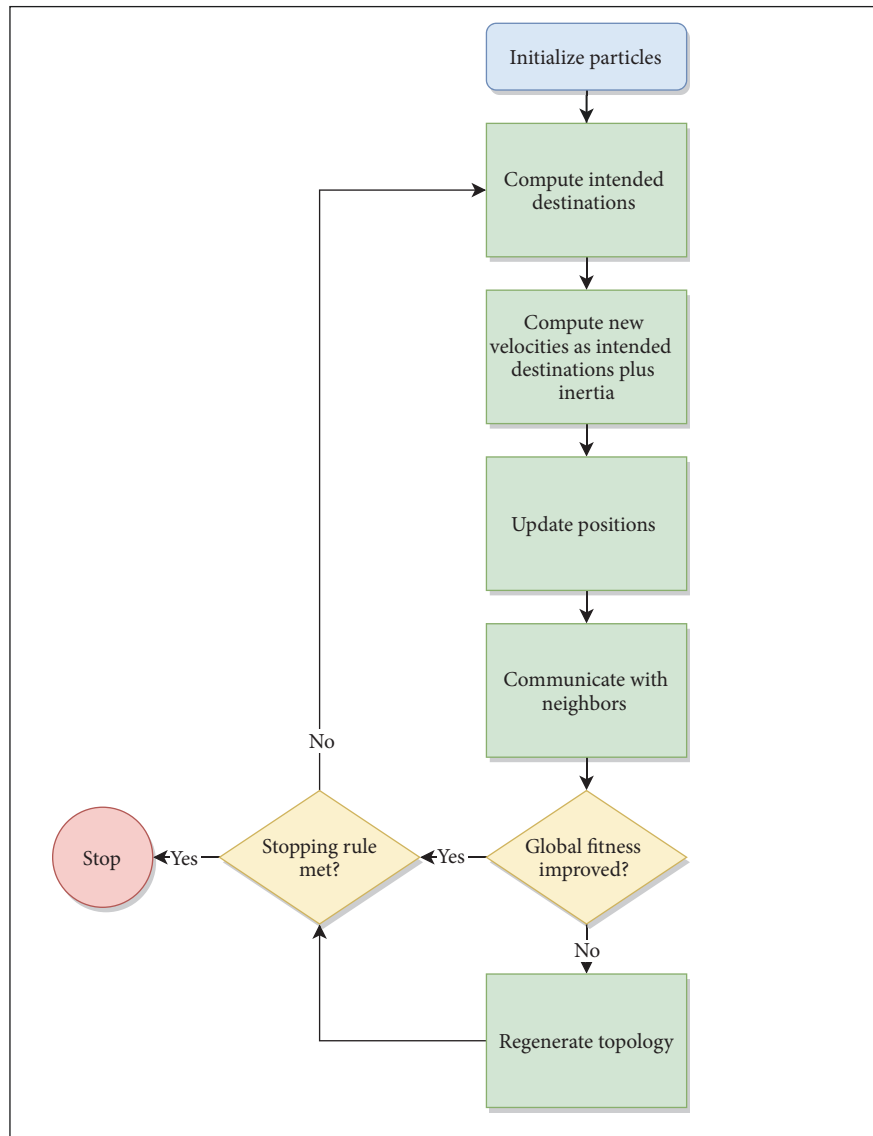 Initialize particles
Compute intended
destinations
Compute new
velocities as intended
destinations plus
inertia
Update positions
Communicate with
neighbors
No
Stop
Yes
Stopping rule
met?
Yes
Global fitness
improved?
No
Regenerate topology